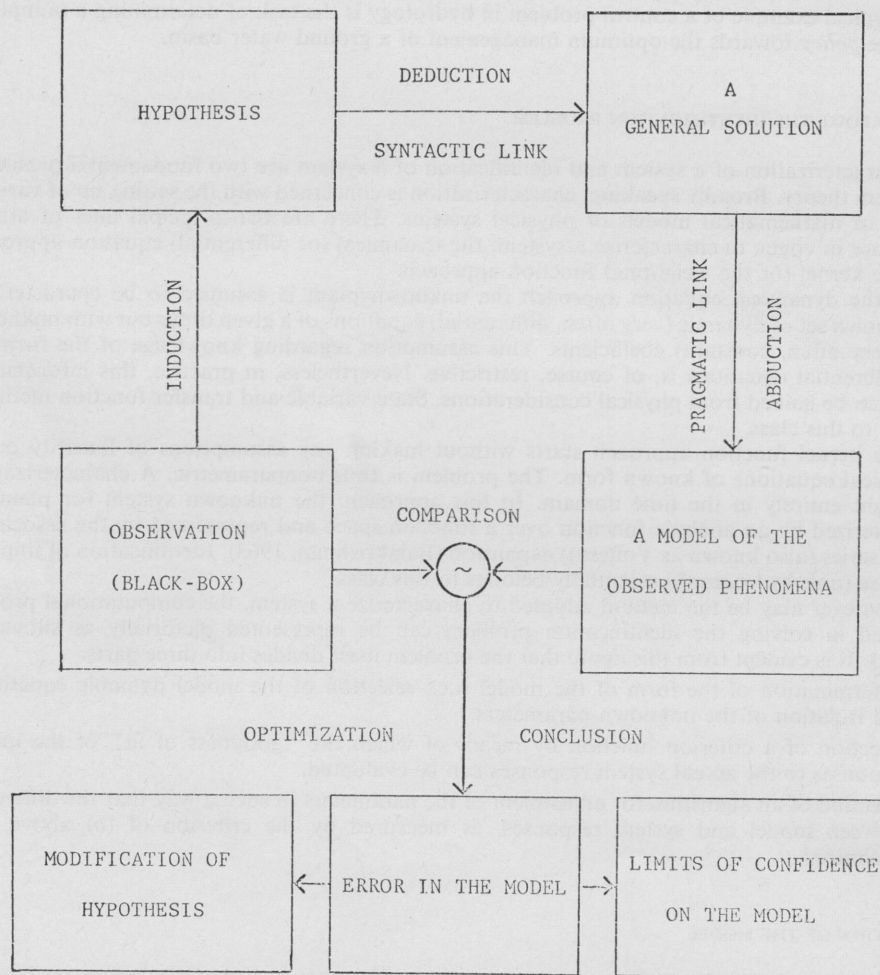 DEDUCTION
HYPOTHESIS
SYNTACTIC LINK
A
GENERAL SOLUTION
INDUCTION
PRAGMATIC LINK
ABDUCTION
OBSERVATION
(BLACK-BOX)
COMPARISON
~
A MODEL OF THE
OBSERVED PHENOMENA
OPTIMIZATION
CONCLUSION
MODIFICATION OF
HYPOTHESIS
ERROR IN THE MODEL
LIMITS OF CONFIDENCE
ON THE MODEL